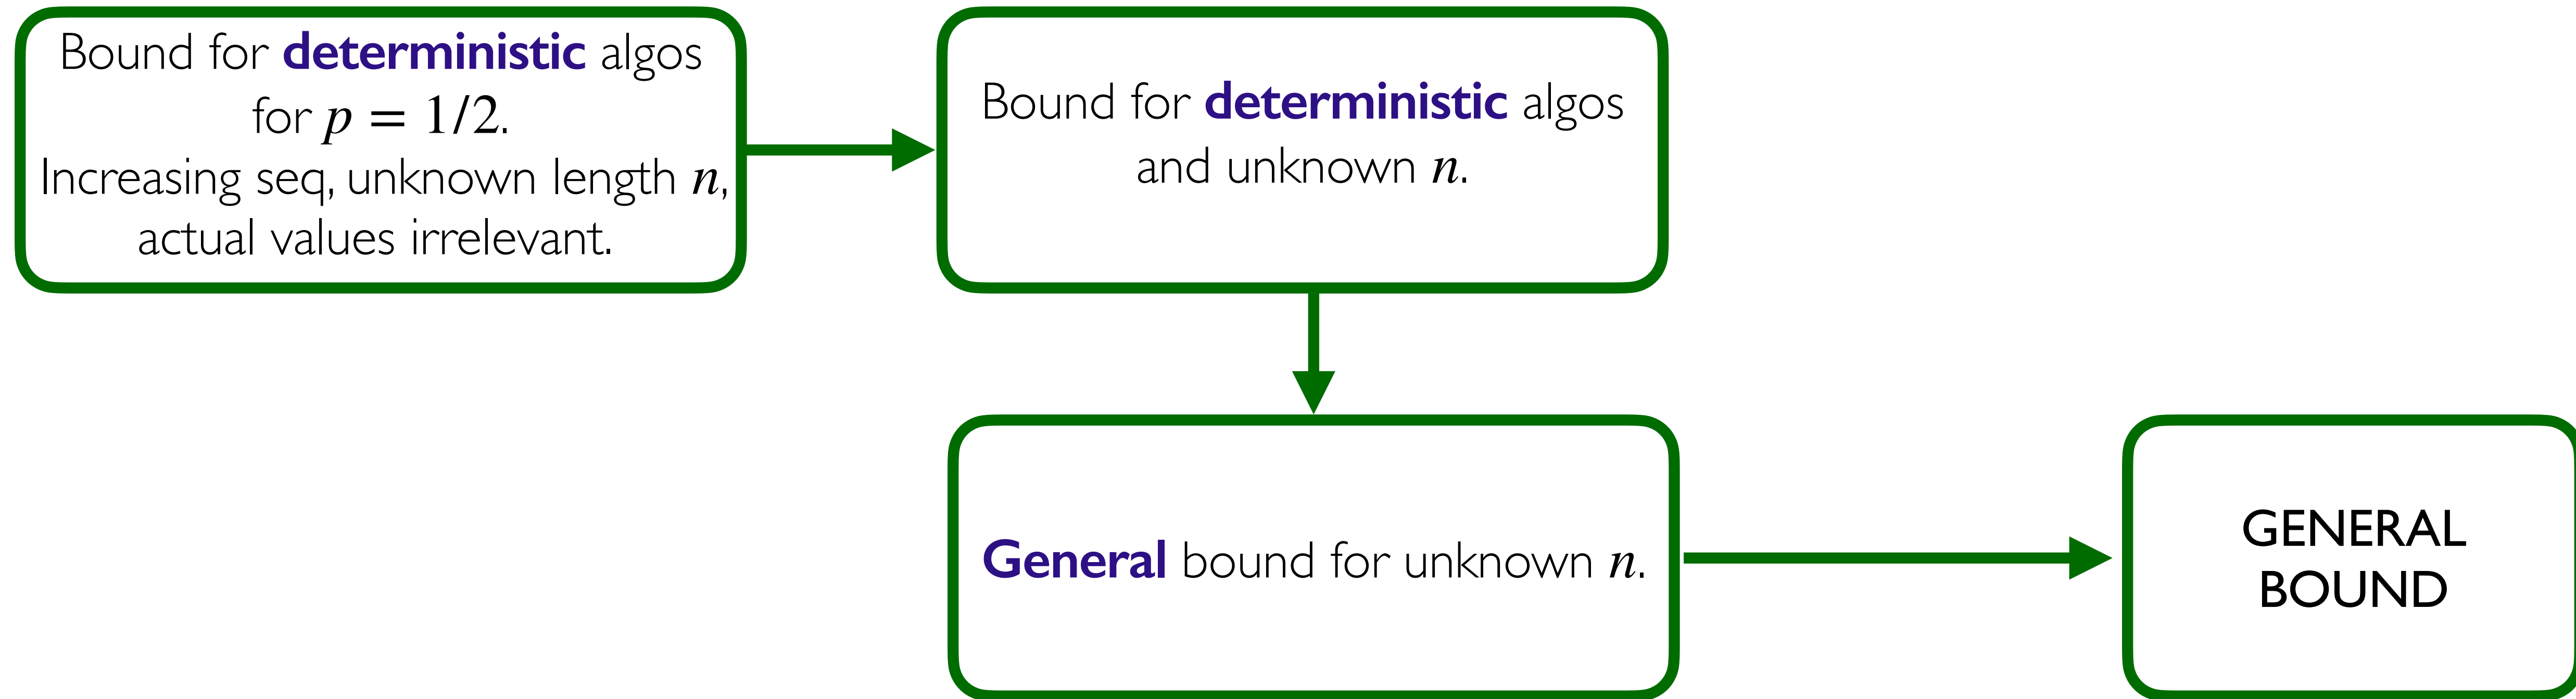 Bound for deterministic algos
for p = 1/2.
Increasing seq, unknown length n,
actual values irrelevant.
Bound for deterministic algos
and unknown n.
General bound for unknown n.
GENERAL
BOUND